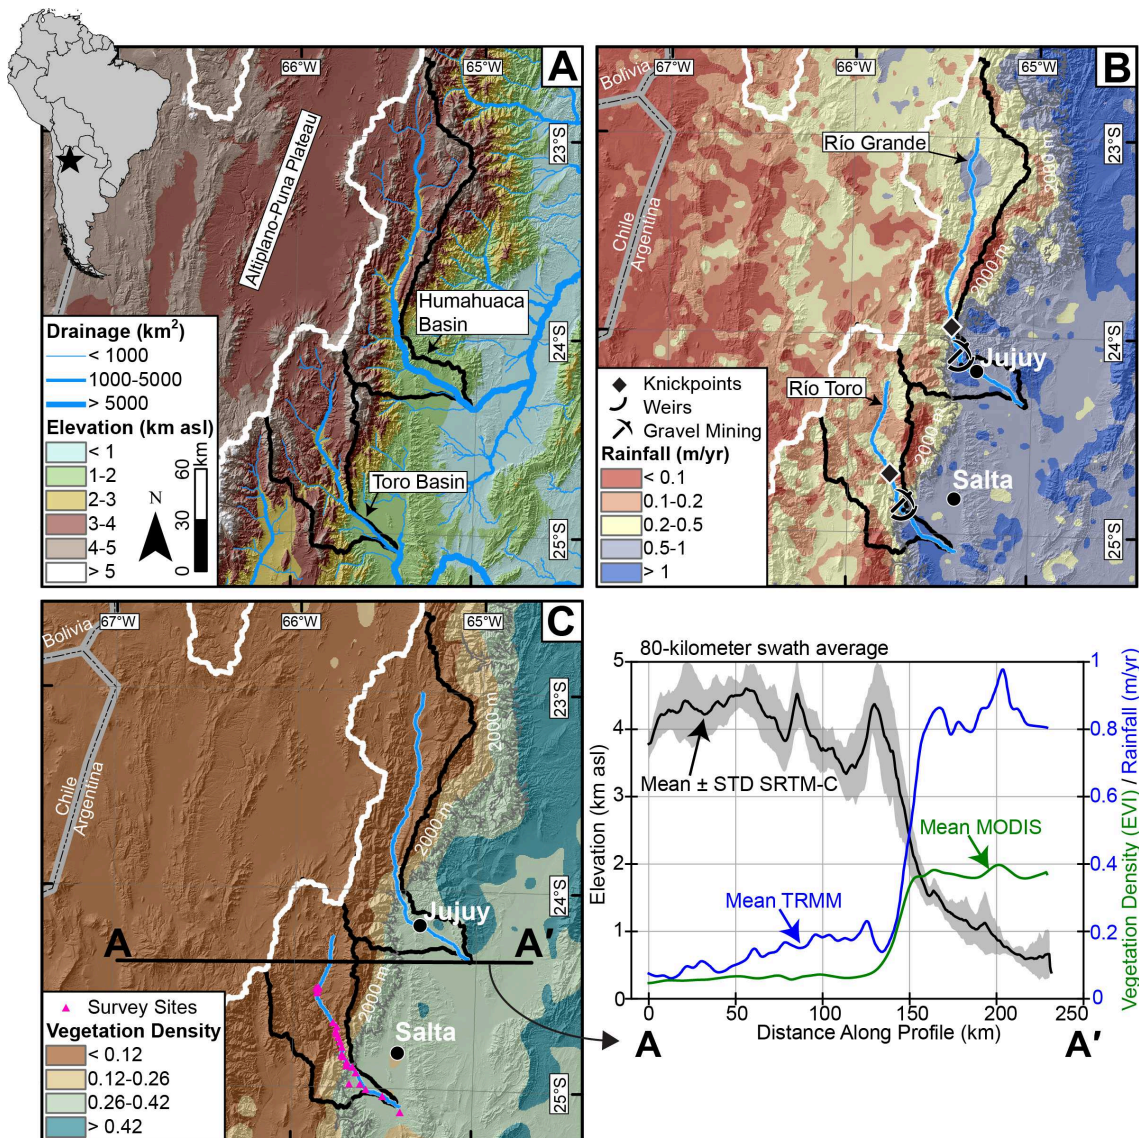 A
66°W
65°W
23°S
24°S
25°S
Altiplano-Puna Plateau
Humahuaca
Basin
Toro Basin
Drainage (km2)
< 1000
1000-5000
> 5000
Elevation (km asl)
< 1
1-2
2-3
3-4
4-5
> 5
N
0
30
60
km
B
67°W
66°W
65°W
23°S
24°S
25°S
Bolivia
Chile
Argentina
Río Grande
2000 m
2000 m
Jujuy
Río Toro
2000 m
Salta
Knickpoints
Weirs
Gravel Mining
Rainfall (m/yr)
< 0.1
0.1-0.2
0.2-0.5
0.5-1
> 1
C
67°W
66°W
65°W
23°S
24°S
25°S
Bolivia
Chile
Argentina
2000 m
2000 m
Jujuy
A
A′
2000 m
Salta
Survey Sites
Vegetation Density
< 0.12
0.12-0.26
0.26-0.42
> 0.42
80-kilometer swath average
Elevation (km asl)
5
4
3
2
1
0
Mean ± STD SRTM-C
Mean MODIS
Mean TRMM
1
0.8
0.6
0.4
0.2
0
Vegetation Density (EVI) / Rainfall (m/yr)
0
50
100
150
200
250
Distance Along Profile (km)
A
A′